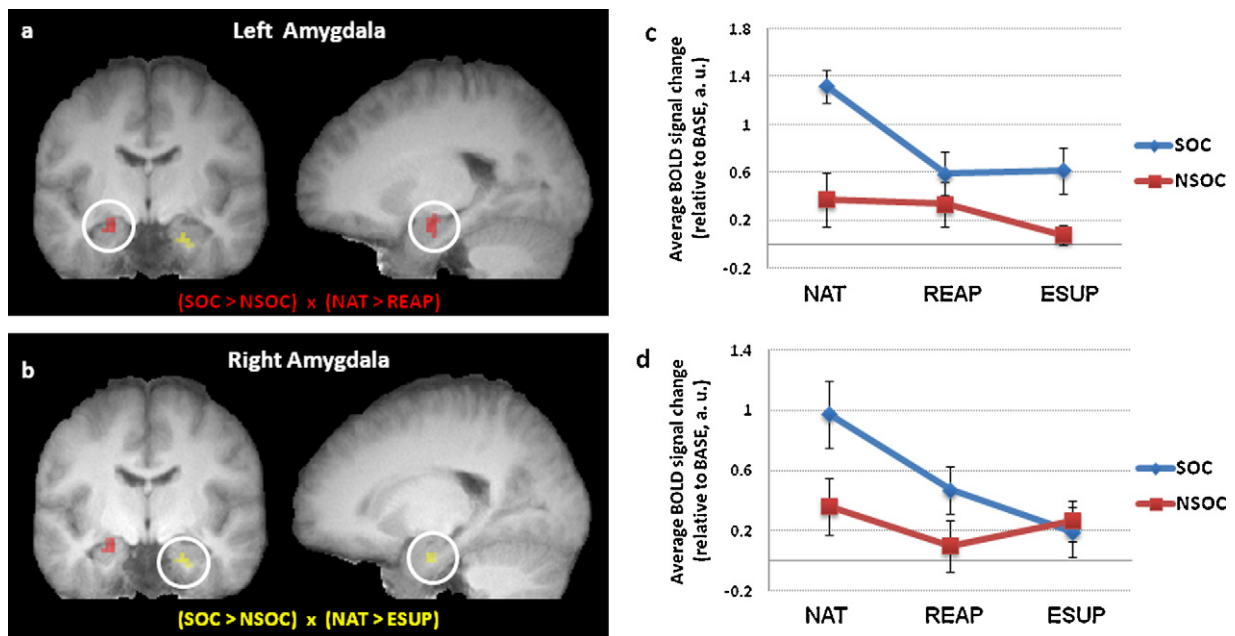 a
Left Amygdala
(SOC > NSOC) x (NAT > REAP)
b
Right Amygdala
(SOC > NSOC) x (NAT > ESUP)
c
Average BOLD signal change
(relative to BASE, a. u.)
1.8
1.4
1
0.6
0.2
-0.2
NAT REAP ESUP
SOC
NSOC
d
Average BOLD signal change
(relative to BASE, a. u.)
1.4
1
0.6
0.2
-0.2
NAT REAP ESUP
SOC
NSOC